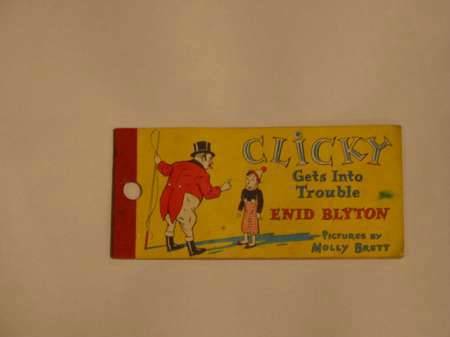 CLiCKY
Gets Into
Trouble
ENID BLYTON
PICTURES BY
MOLLY BRETT